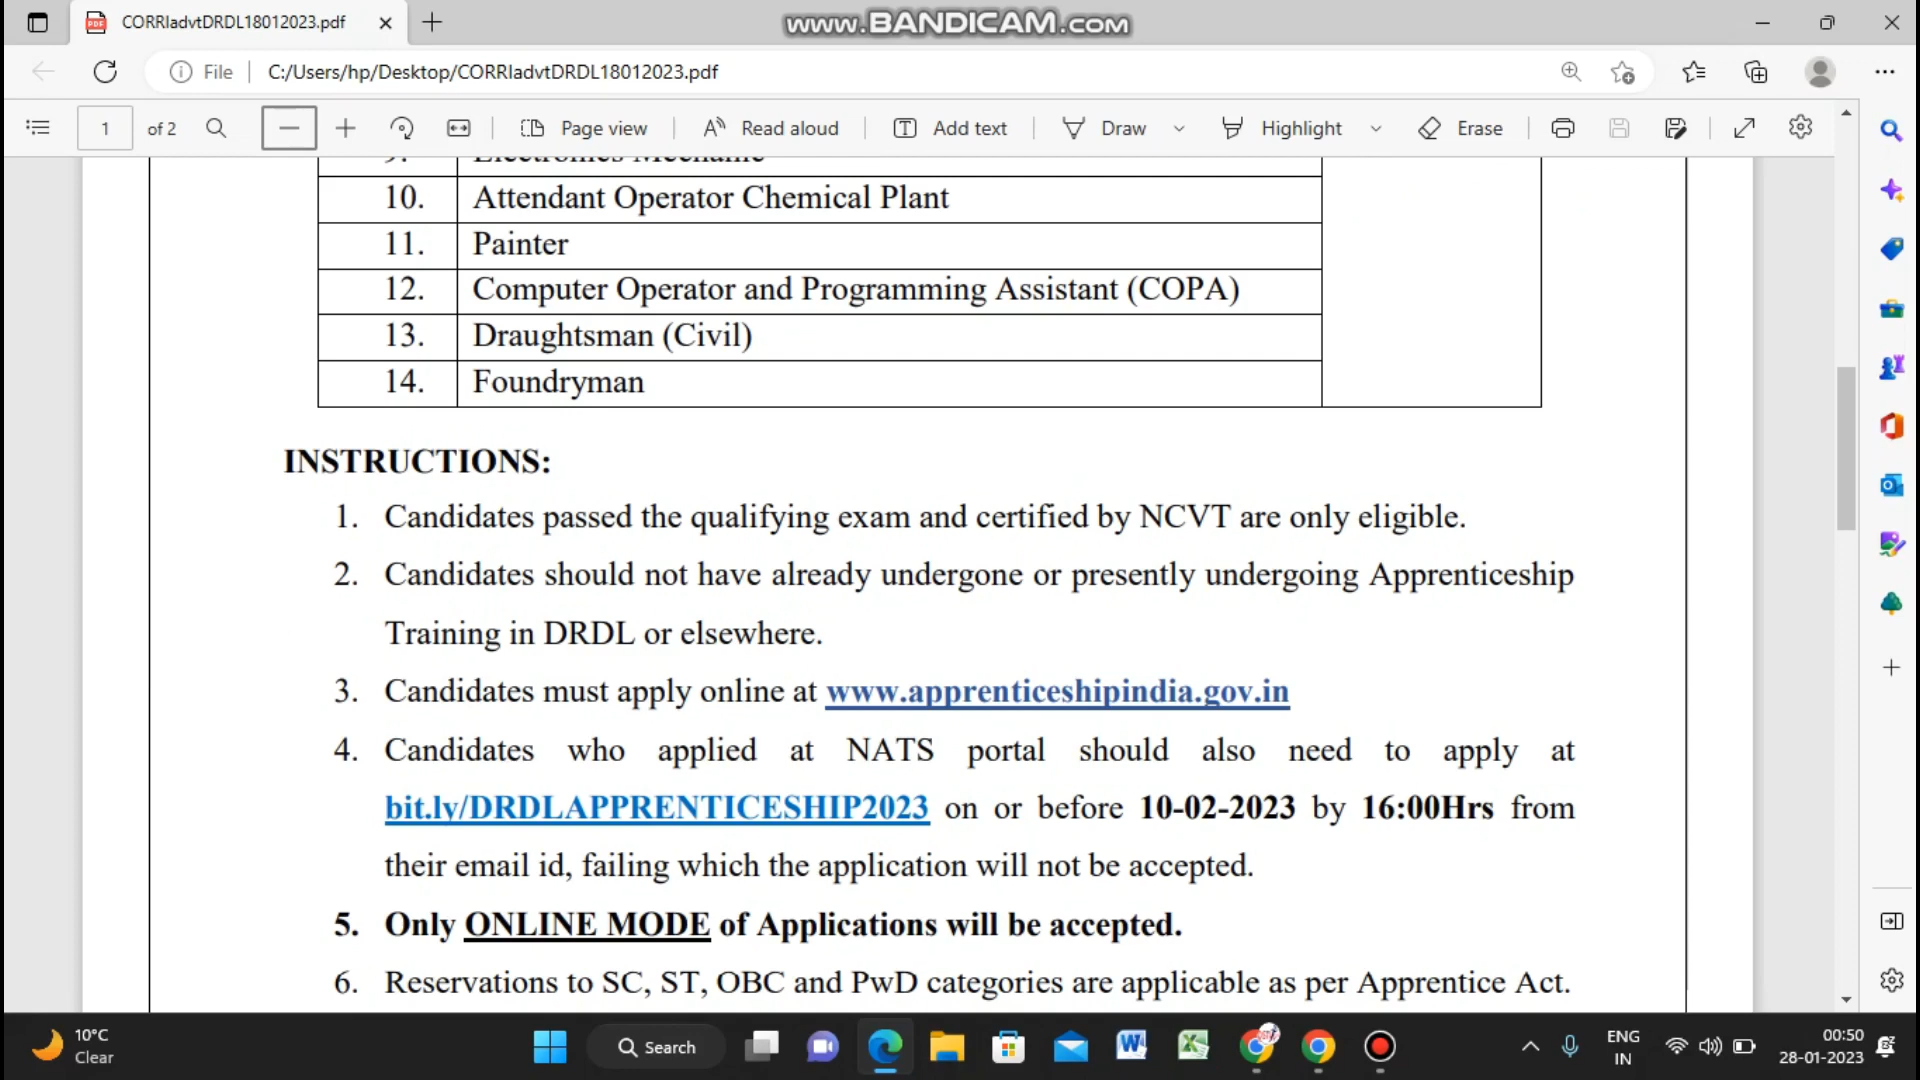 CORRIadvtDRDL18012023.pdf
www.BANDICAM.com
File
C:/Users/hp/Desktop/CORRIadvtDRDL18012023.pdf
1 of 2
Page view
Read aloud
Add text
Draw
Highlight
Erase
9. Electronics Mechanic
10. Attendant Operator Chemical Plant
11. Painter
12. Computer Operator and Programming Assistant (COPA)
13. Draughtsman (Civil)
14. Foundryman
INSTRUCTIONS:
1. Candidates passed the qualifying exam and certified by NCVT are only eligible.
2. Candidates should not have already undergone or presently undergoing Apprenticeship
Training in DRDL or elsewhere.
3. Candidates must apply online at www.apprenticeshipindia.gov.in
4. Candidates who applied at NATS portal should also need to apply at
bit.ly/DRDLAPPRENTICESHIP2023 on or before 10-02-2023 by 16:00Hrs from
their email id, failing which the application will not be accepted.
5. Only ONLINE MODE of Applications will be accepted.
6. Reservations to SC, ST, OBC and PwD categories are applicable as per Apprentice Act.
10°C
Clear
Search
ENG
IN
00:50
28-01-2023